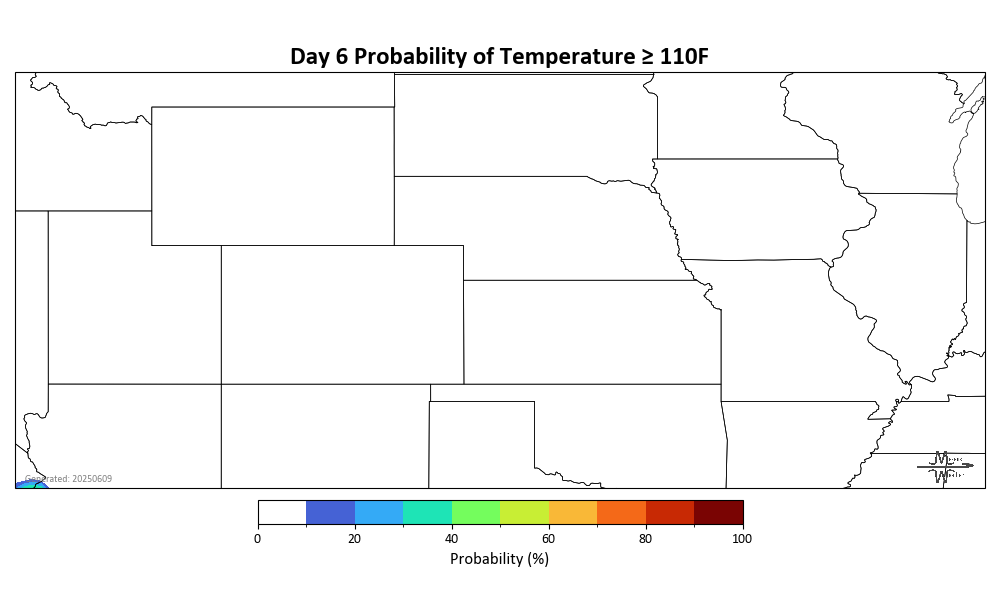 Day 6 Probability of Temperature ≥ 110F
Generated: 20250609
0 20 40 60 80 100
Probability (%)